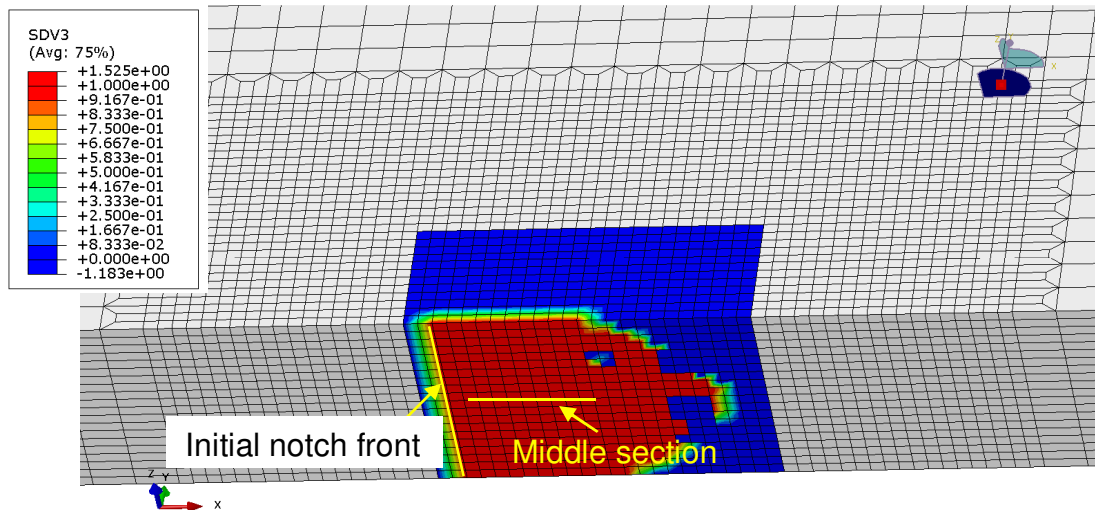 SDV3
(Avg: 75%)
+1.525e+00
+1.000e+00
+9.167e-01
+8.333e-01
+7.500e-01
+6.667e-01
+5.833e-01
+5.000e-01
+4.167e-01
+3.333e-01
+2.500e-01
+1.667e-01
+8.333e-02
+0.000e+00
-1.183e+00
Z
X
Initial notch front
Middle section
Z Y
X